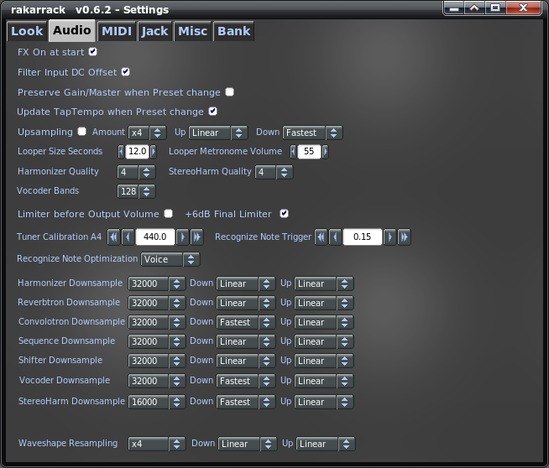 rakarrack v0.6.2 - Settings
Look Audio MIDI Jack Misc Bank
FX On at start
Filter Input DC Offset
Preserve Gain/Master when Preset change
Update TapTempo when Preset change
Upsampling Amount x4 Up Linear Down Fastest
Looper Size Seconds 12.0 Looper Metronome Volume 55
Harmonizer Quality 4 StereoHarm Quality 4
Vocoder Bands 128
Limiter before Output Volume +6dB Final Limiter
Tuner Calibration A4 440.0 Recognize Note Trigger 0.15
Recognize Note Optimization Voice
Harmonizer Downsample 32000 Down Linear Up Linear
Reverbtron Downsample 32000 Down Linear Up Linear
Convolotron Downsample 32000 Down Fastest Up Linear
Sequence Downsample 32000 Down Linear Up Linear
Shifter Downsample 32000 Down Linear Up Linear
Vocoder Downsample 32000 Down Fastest Up Linear
StereoHarm Downsample 16000 Down Fastest Up Linear
Waveshape Resampling x4 Down Linear Up Linear